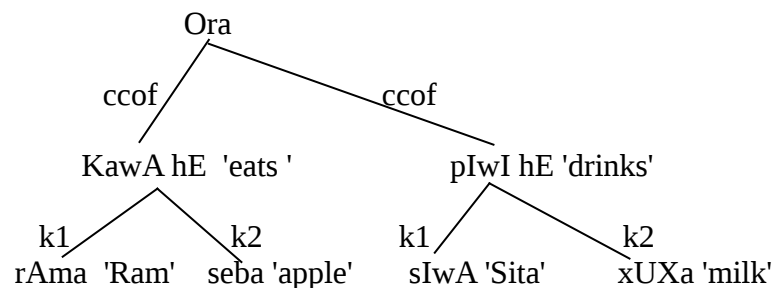 Ora
ccof ccof
KawA hE 'eats ' pIwI hE 'drinks'
k1 k2 k1 k2
rAma 'Ram' seba 'apple' sIwA 'Sita' xUXa 'milk'